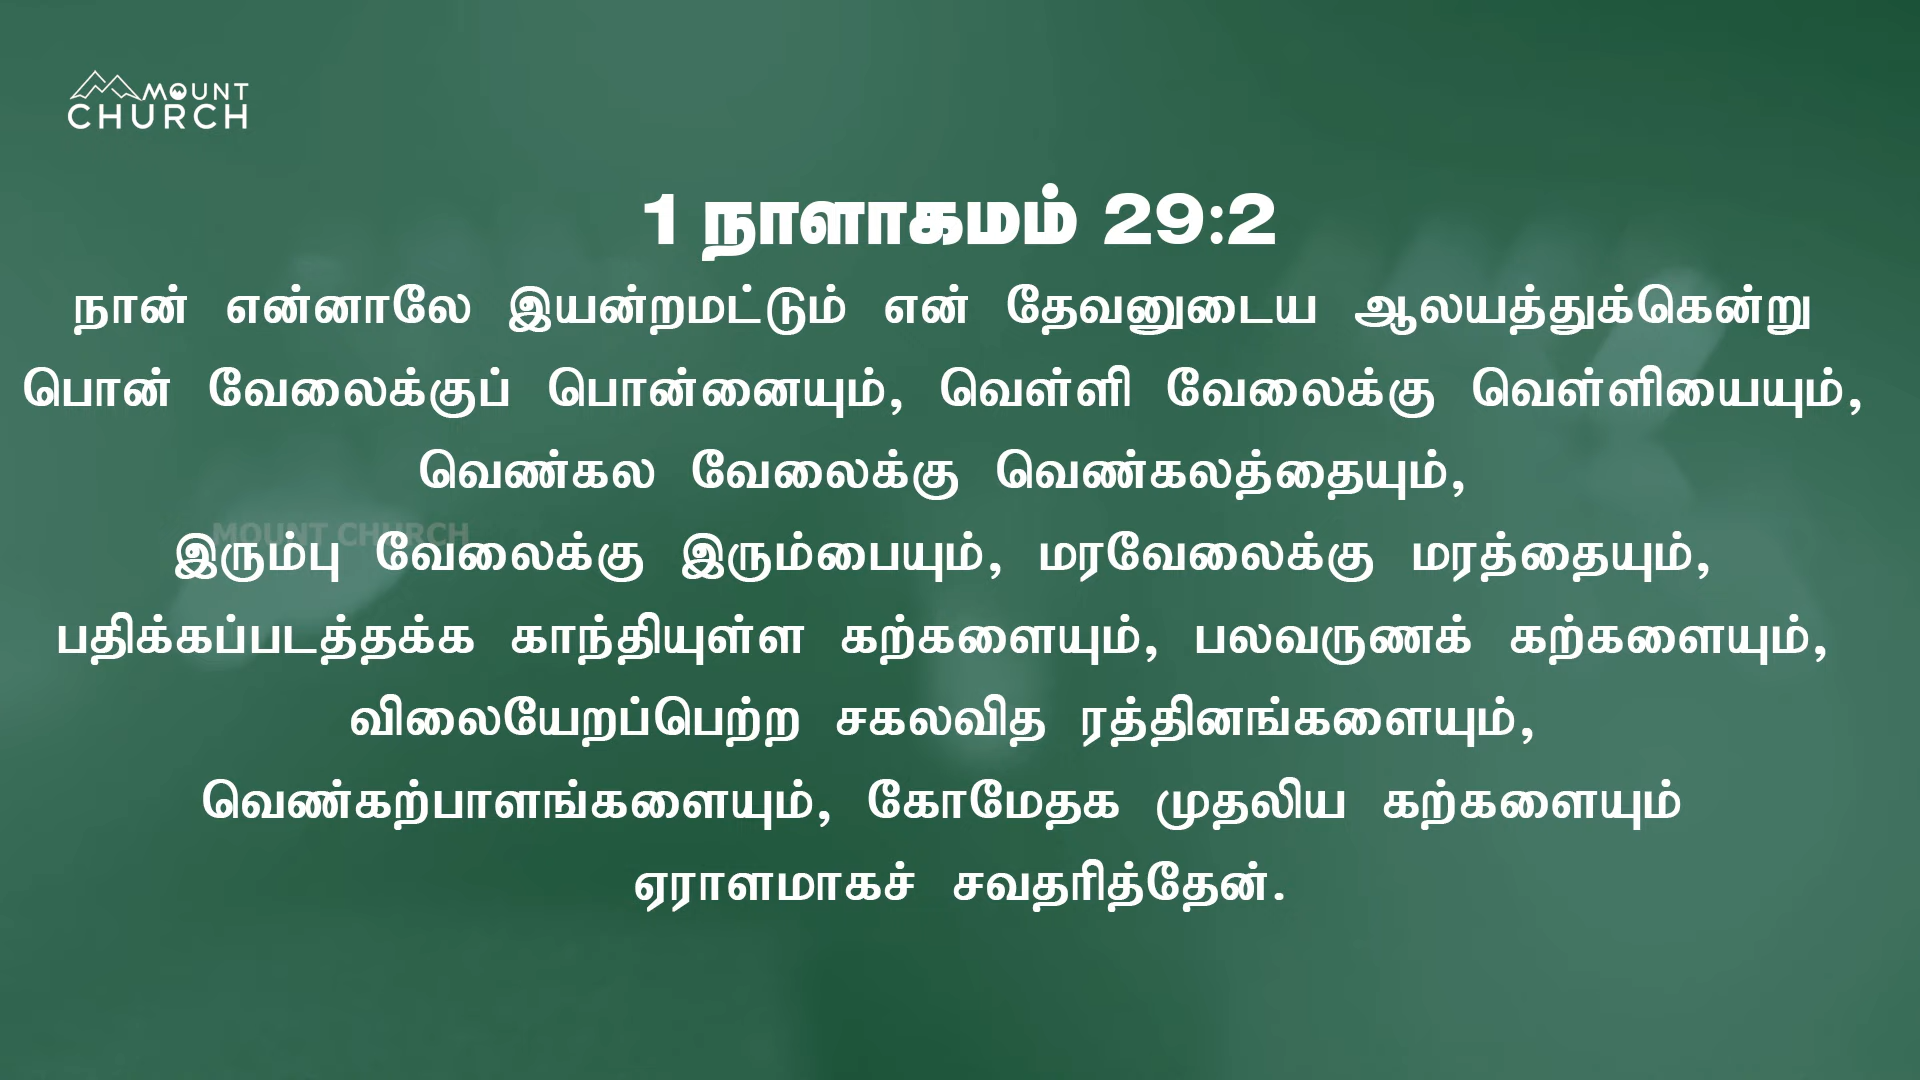 MOUNT
CHURCH
1 நாளாகமம் 29:2
நான் என்னாலே இயன்றமட்டும் என் தேவனுடைய ஆலயத்துக்கென்று
பொன் வேலைக்குப் பொன்னையும், வெள்ளி வேலைக்கு வெள்ளியையும்,
வெண்கல வேலைக்கு வெண்கலத்தையும்,
MOUNT CHURCH
இரும்பு வேலைக்கு இரும்பையும், மரவேலைக்கு மரத்தையும்,
பதிக்கப்படத்தக்க காந்தியுள்ள கற்களையும், பலவருணக் கற்களையும்,
விலையேறப்பெற்ற சகலவித ரத்தினங்களையும்,
வெண்கற்பாளங்களையும், கோமேதக முதலிய கற்களையும்
ஏராளமாகச் சவதரித்தேன்.